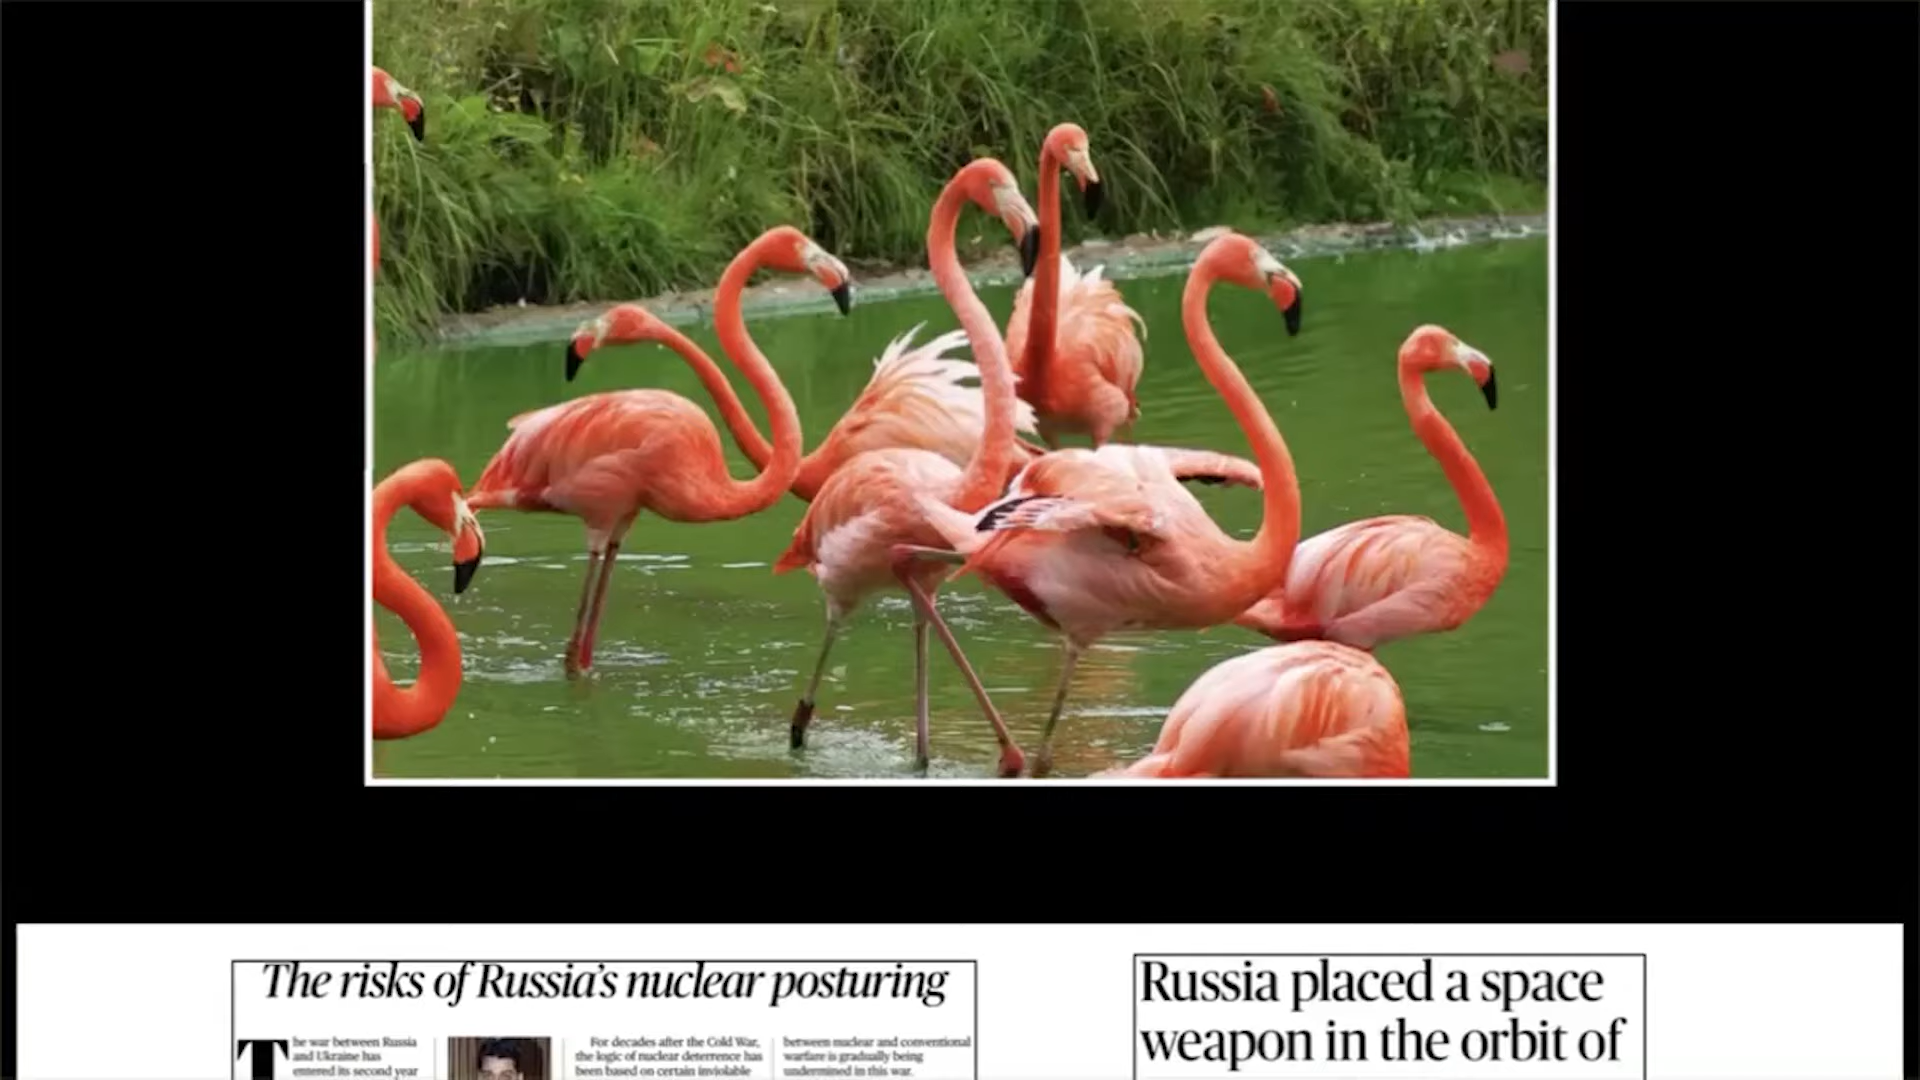 The risks of Russia's nuclear posturing
The war between Russia
and Ukraine has
entered its second year
For decades after the Cold War,
the logic of nuclear deterrence has
been based on certain inviolable
between nuclear and conventional
warfare is gradually being
undermined in this war.
Russia placed a space
weapon in the orbit of